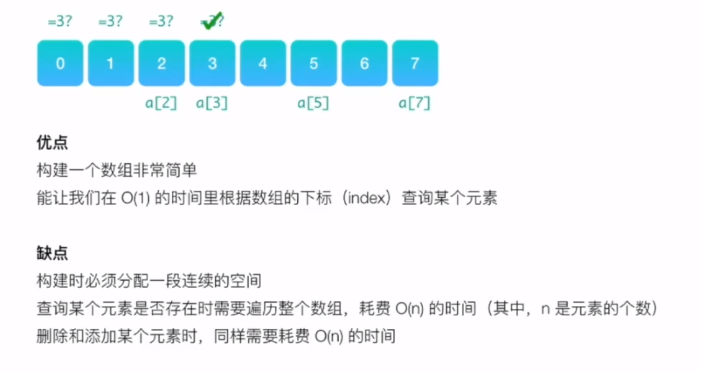 =3? =3? =3? =3?
0 1 2 3 4 5 6 7
a[2] a[3] a[5] a[7]
优点
构建一个数组非常简单
能让我们在 O(1) 的时间里根据数组的下标（index）查询某个元素
缺点
构建时必须分配一段连续的空间
查询某个元素是否存在时需要遍历整个数组，耗费 O(n) 的时间（其中，n 是元素的个数）
删除和添加某个元素时，同样需要耗费 O(n) 的时间